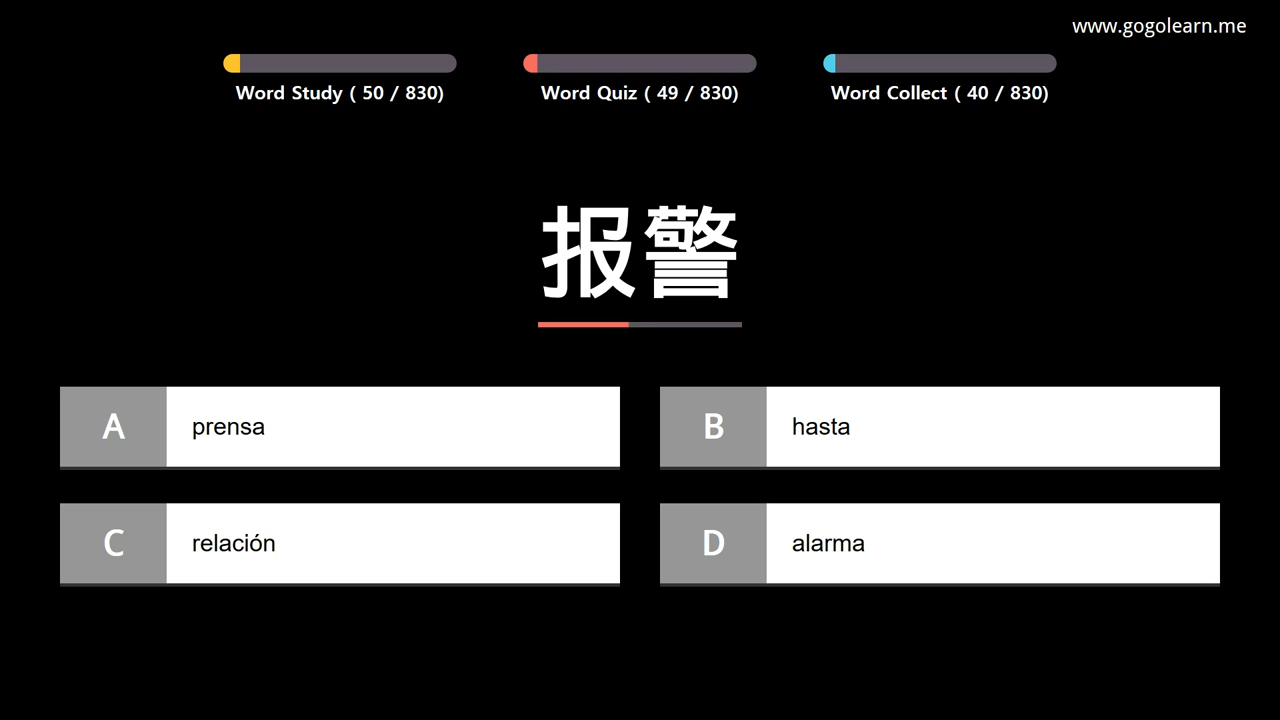 www.gogolearn.me
Word Study ( 50 / 830)
Word Quiz ( 49 / 830)
Word Collect ( 40 / 830)
报警
A prensa
B hasta
C relación
D alarma